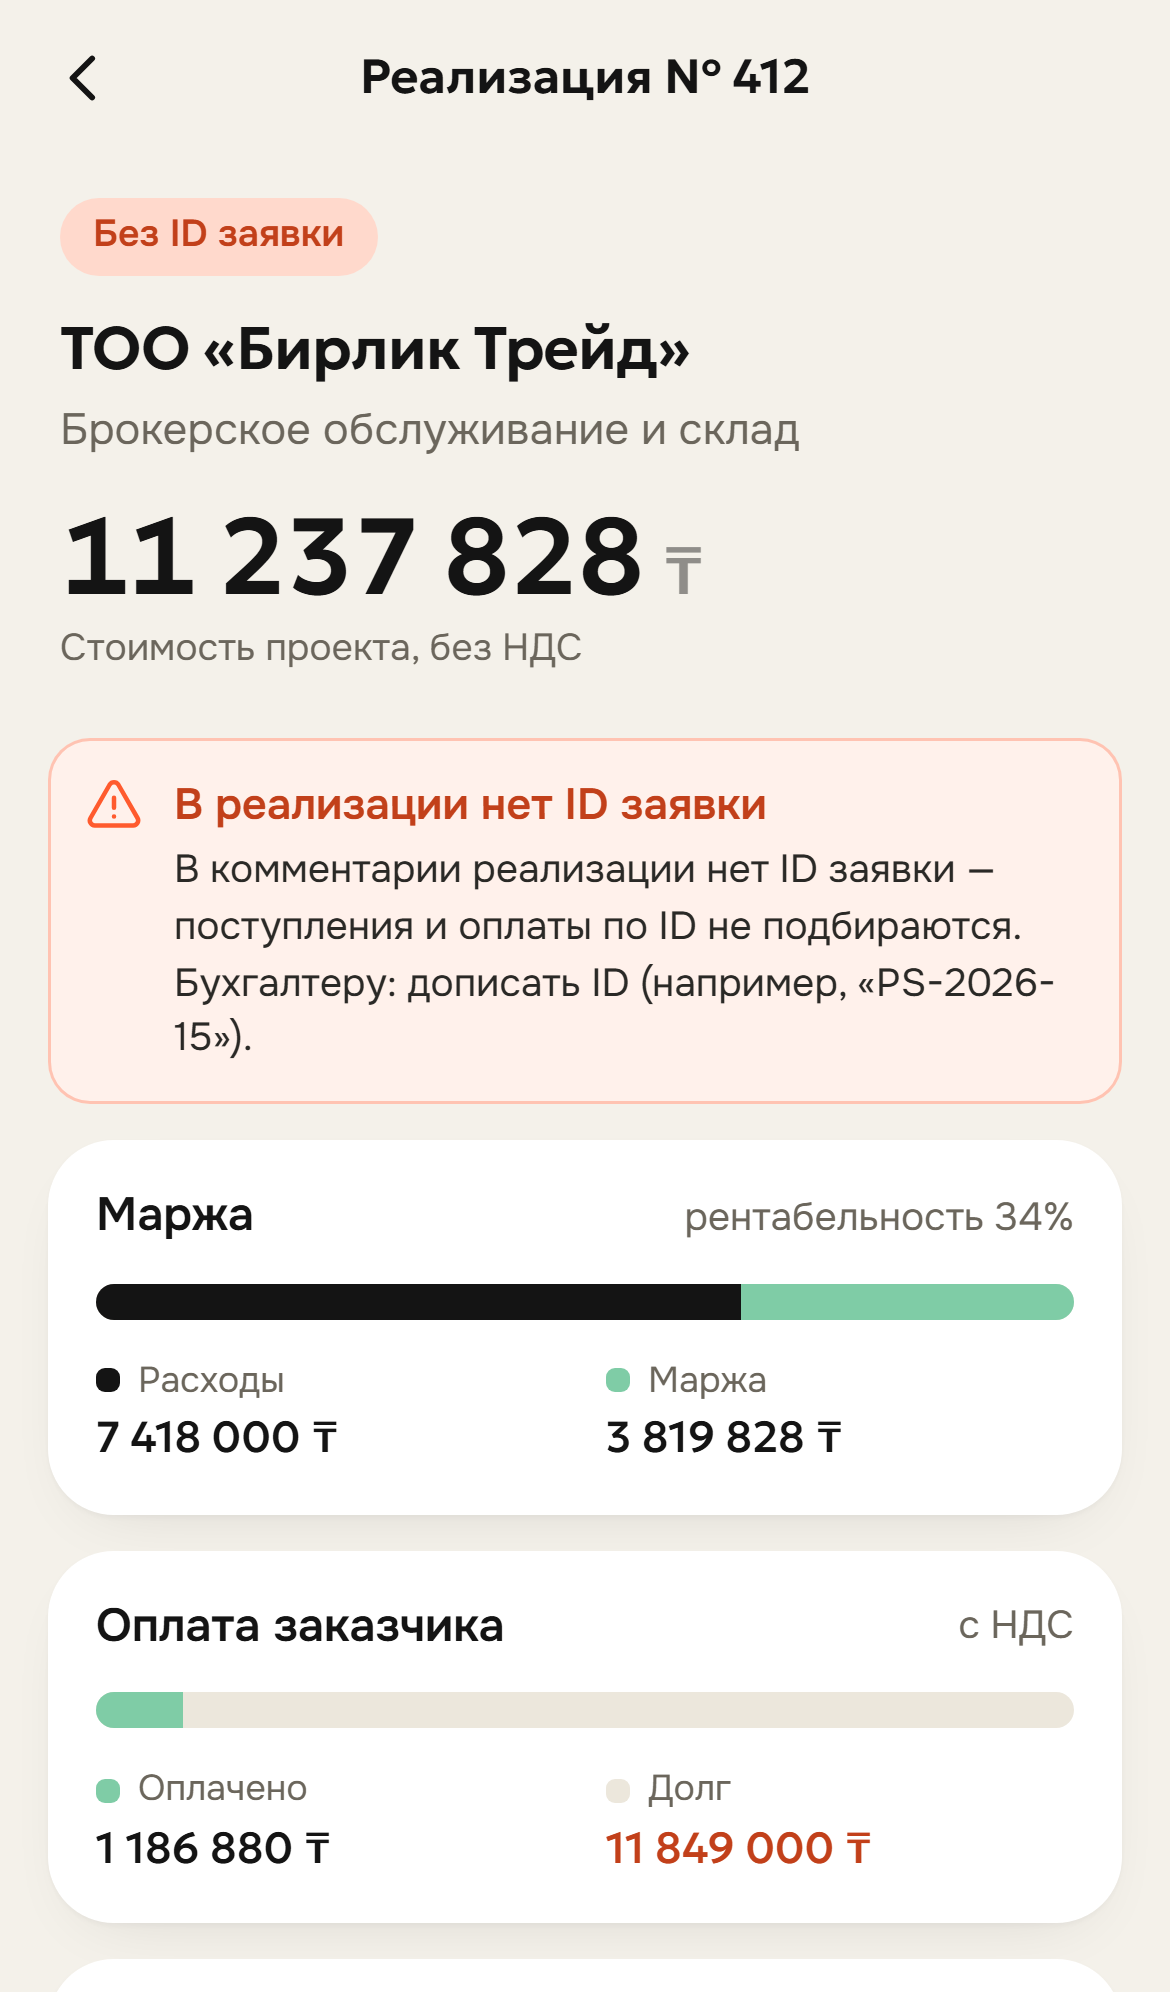 Реализация № 412
Без ID заявки
ТОО «Бирлик Трейд»
Брокерское обслуживание и склад
11 237 828 ₸
Стоимость проекта, без НДС
В реализации нет ID заявки
В комментарии реализации нет ID заявки —
поступления и оплаты по ID не подбираются.
Бухгалтеру: дописать ID (например, «PS-2026-
15»).
Маржа
рентабельность 34%
Расходы
Маржа
7 418 000 ₸
3 819 828 ₸
Оплата заказчика
с НДС
Оплачено
Долг
1 186 880 ₸
11 849 000 ₸